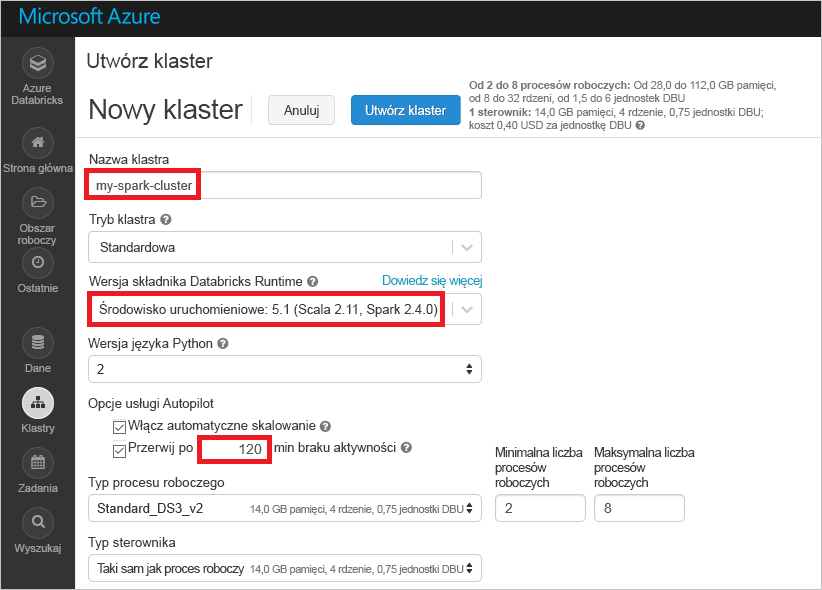 Microsoft Azure
Azure
Databricks
Strona główna
Obszar
roboczy
Ostatnie
Dane
Klastry
Zadania
Wyszukaj
Utwórz klaster
Nowy klaster
Anuluj
Utwórz klaster
Od 2 do 8 procesów roboczych: Od 28,0 do 112,0 GB pamięci,
od 8 do 32 rdzeni, od 1,5 do 6 jednostek DBU
1 sterownik: 14,0 GB pamięci, 4 rdzenie, 0,75 jednostki DBU;
koszt 0,40 USD za jednostkę DBU ?
Nazwa klastra
my-spark-cluster
Tryb klastra ?
Standardowa
Wersja składnika Databricks Runtime ? Dowiedz się więcej
Środowisko uruchomieniowe: 5.1 (Scala 2.11, Spark 2.4.0)
Wersja języka Python ?
2
Opcje usługi Autopilot
Włącz automatyczne skalowanie ?
Przerwij po 120 min braku aktywności ?
Typ procesu roboczego
Standard_DS3_v2 14,0 GB pamięci, 4 rdzenie, 0,75 jednostki DBU
Minimalna liczba
procesów
roboczych
2
Maksymalna liczba
procesów
roboczych
8
Typ sterownika
Taki sam jak proces roboczy 14,0 GB pamięci, 4 rdzenie, 0,75 jednostki DBU